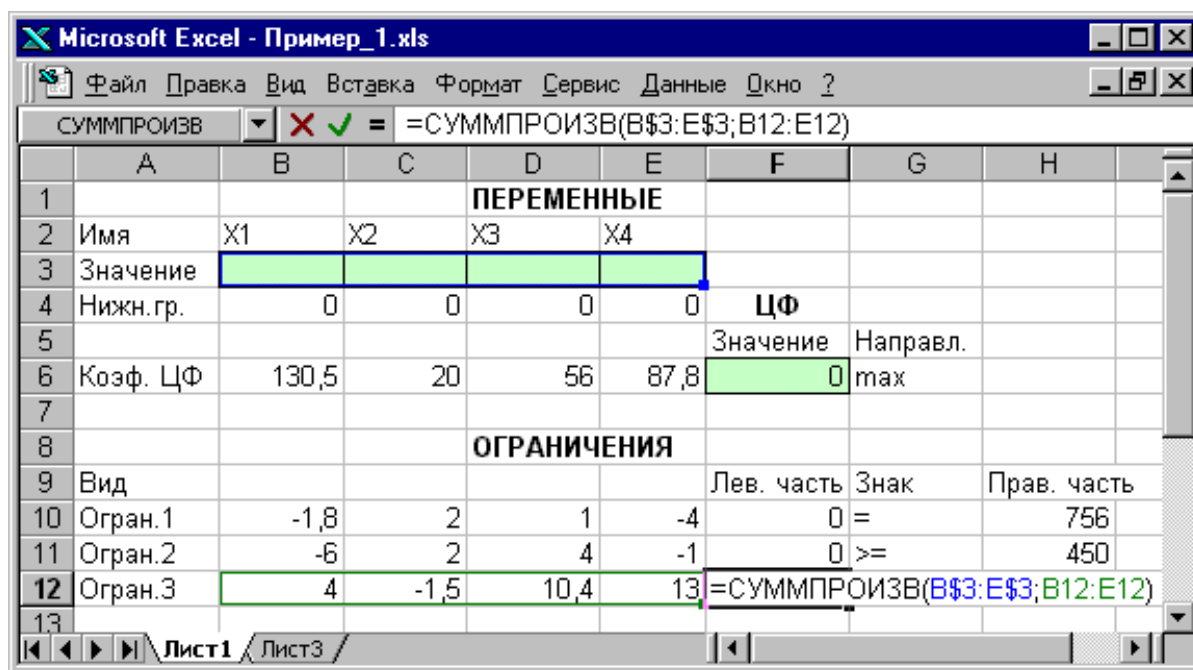 Microsoft Excel - Пример_1.xls
Файл Правка Вид Вставка Формат Сервис Данные Окно ?
СУММПРОИЗВ = =СУММПРОИЗВ(B$3:E$3;B12:E12)
A B C D E F G H
1 ПЕРЕМЕННЫЕ
2 Имя X1 X2 X3 X4
3 Значение
4 Нижн.гр. 0 0 0 0 ЦФ
5 Значение Направл.
6 Коэф. ЦФ 130,5 20 56 87,8 0 max
7
8 ОГРАНИЧЕНИЯ
9 Вид Лев. часть Знак Прав. часть
10 Огран.1 -1,8 2 1 -4 0 = 756
11 Огран.2 -6 2 4 -1 0 >= 450
12 Огран.3 4 -1,5 10,4 13 =СУММПРОИЗВ(B$3:E$3;B12:E12)
13
Лист1 Лист3